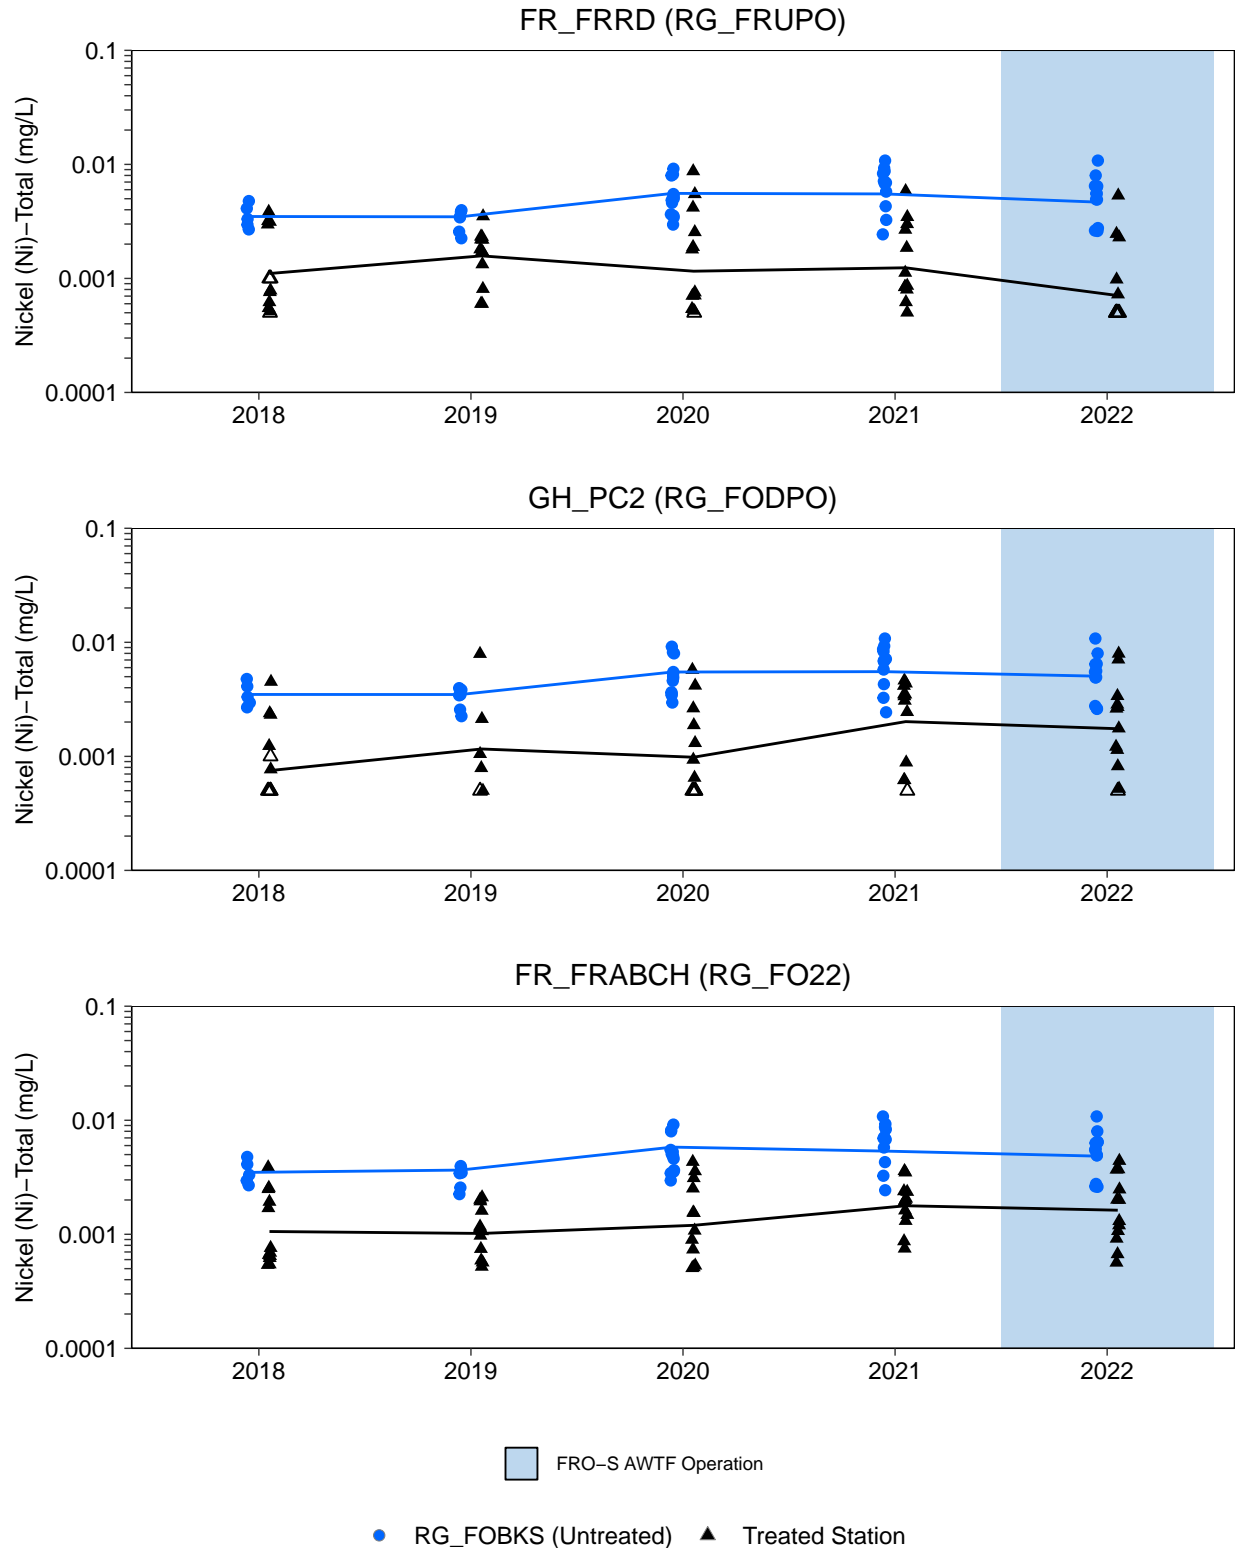 FR_FRRD (RG_FRUPO)
Nickel (Ni)−Total (mg/L)
0.1
0.01
0.001
0.0001
2018 2019 2020 2021 2022
GH_PC2 (RG_FODPO)
Nickel (Ni)−Total (mg/L)
0.1
0.01
0.001
0.0001
2018 2019 2020 2021 2022
FR_FRABCH (RG_FO22)
Nickel (Ni)−Total (mg/L)
0.1
0.01
0.001
0.0001
2018 2019 2020 2021 2022
FRO−S AWTF Operation
RG_FOBKS (Untreated) Treated Station